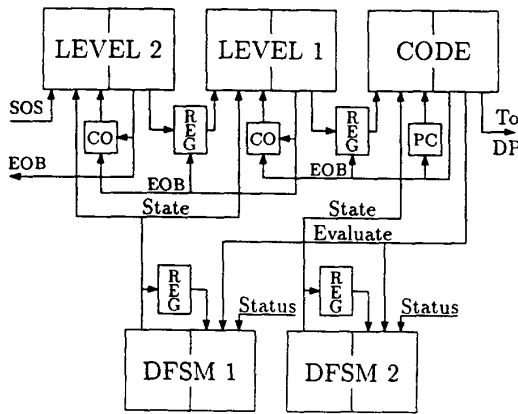 LEVEL 2 LEVEL 1 CODE
SOS
CO
REG
CO
REG
PC
To
DP
EOB
EOB
EOB
State
State
Evaluate
REG
Status
REG
Status
DFSM 1
DFSM 2